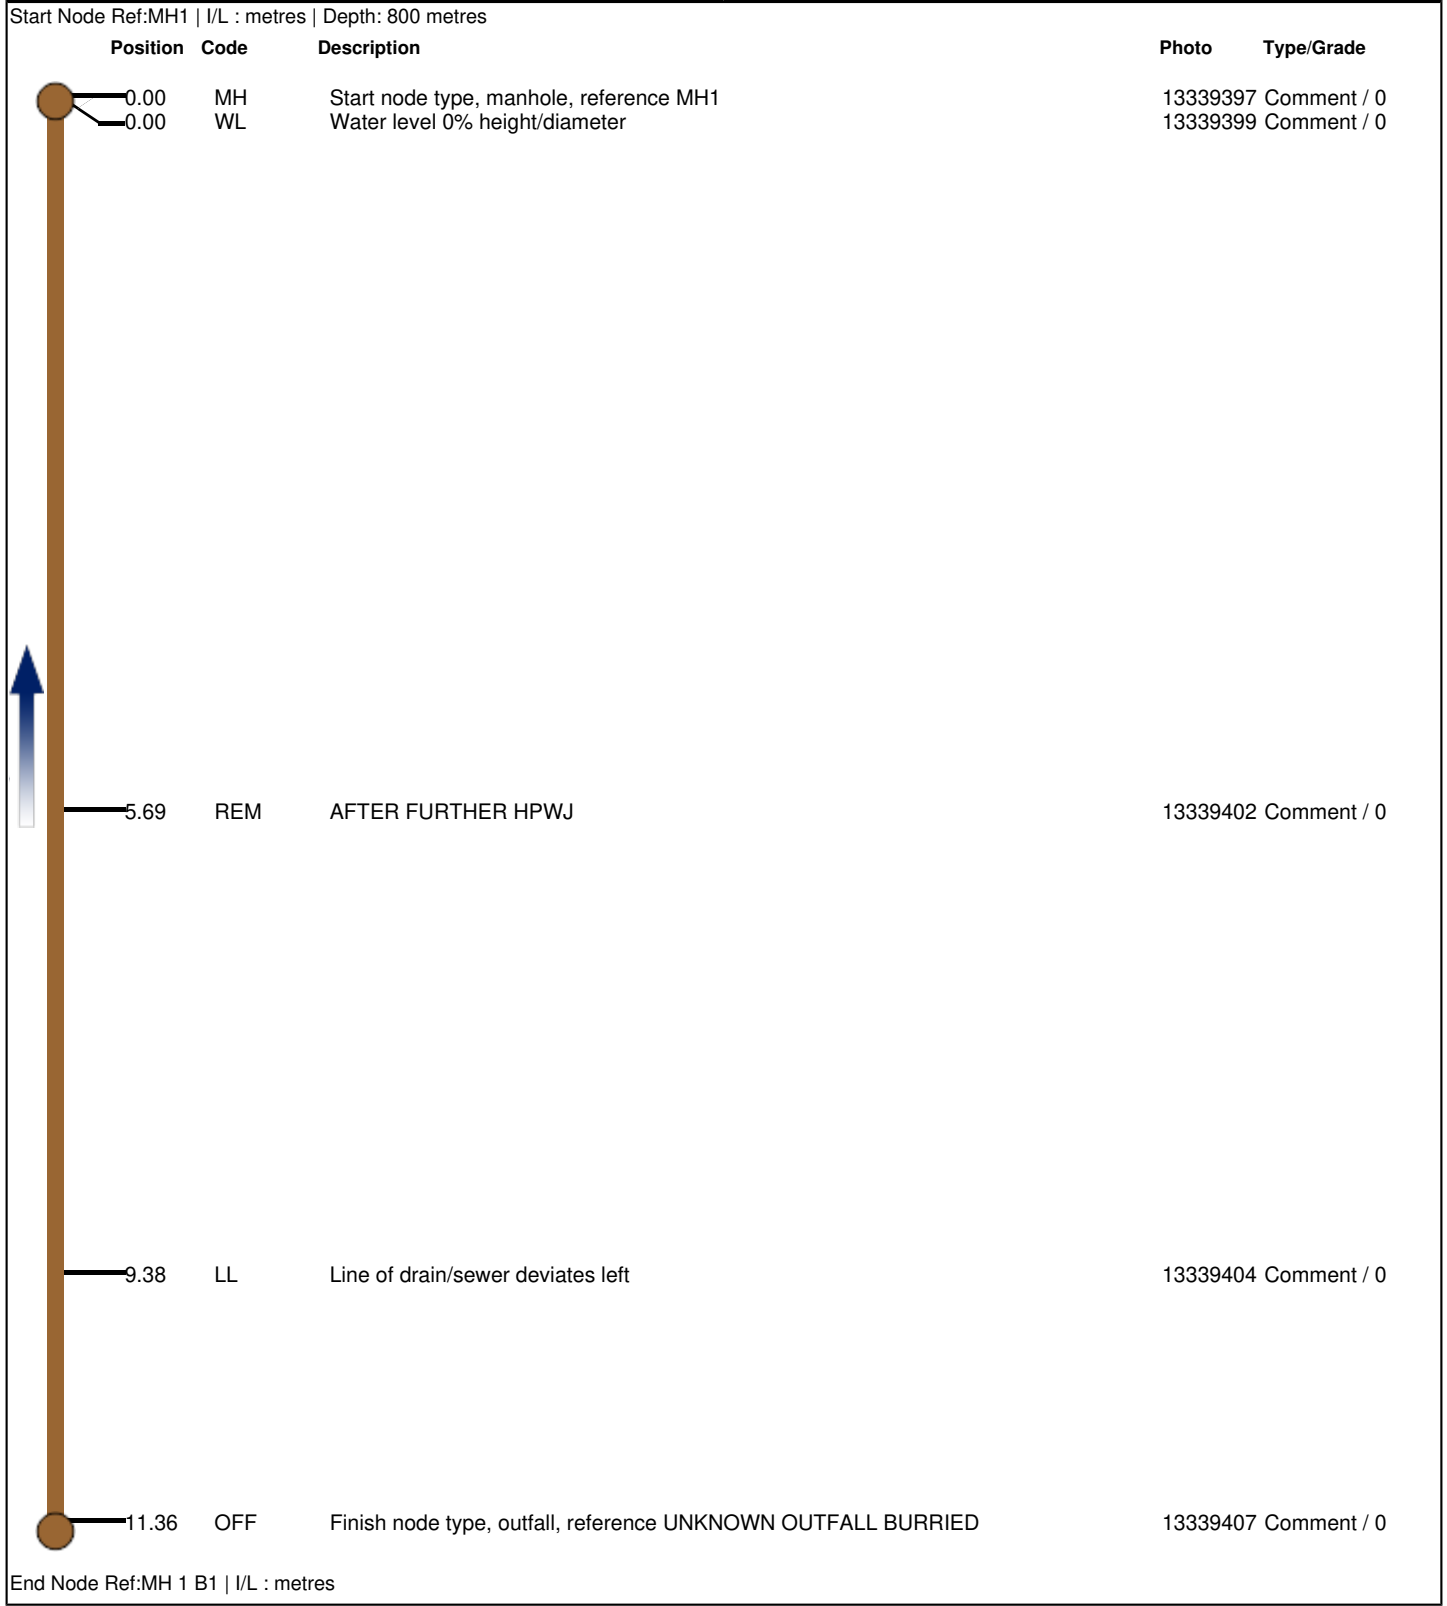 Start Node Ref:MH1 | I/L : metres | Depth: 800 metres
Position Code Description Photo Type/Grade
0.00 MH Start node type, manhole, reference MH1 13339397 Comment / 0
0.00 WL Water level 0% height/diameter 13339399 Comment / 0
5.69 REM AFTER FURTHER HPWJ 13339402 Comment / 0
9.38 LL Line of drain/sewer deviates left 13339404 Comment / 0
11.36 OFF Finish node type, outfall, reference UNKNOWN OUTFALL BURRIED 13339407 Comment / 0
End Node Ref:MH 1 B1 | I/L : metres